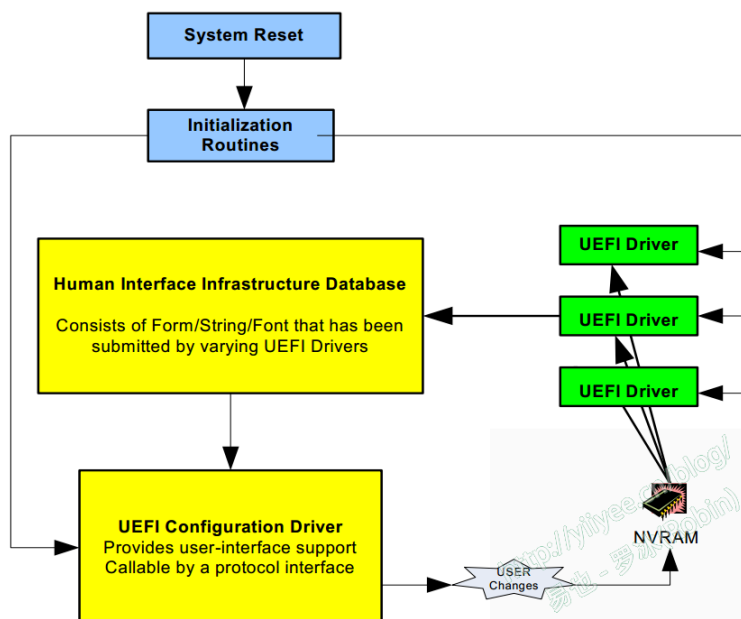 System Reset
Initialization
Routines
UEFI Driver
Human Interface Infrastructure Database
Consists of Form/String/Font that has been
submitted by varying UEFI Drivers
UEFI Driver
UEFI Driver
UEFI Configuration Driver
Provides user-interface support
Callable by a protocol interface
USER
Changes
NVRAM